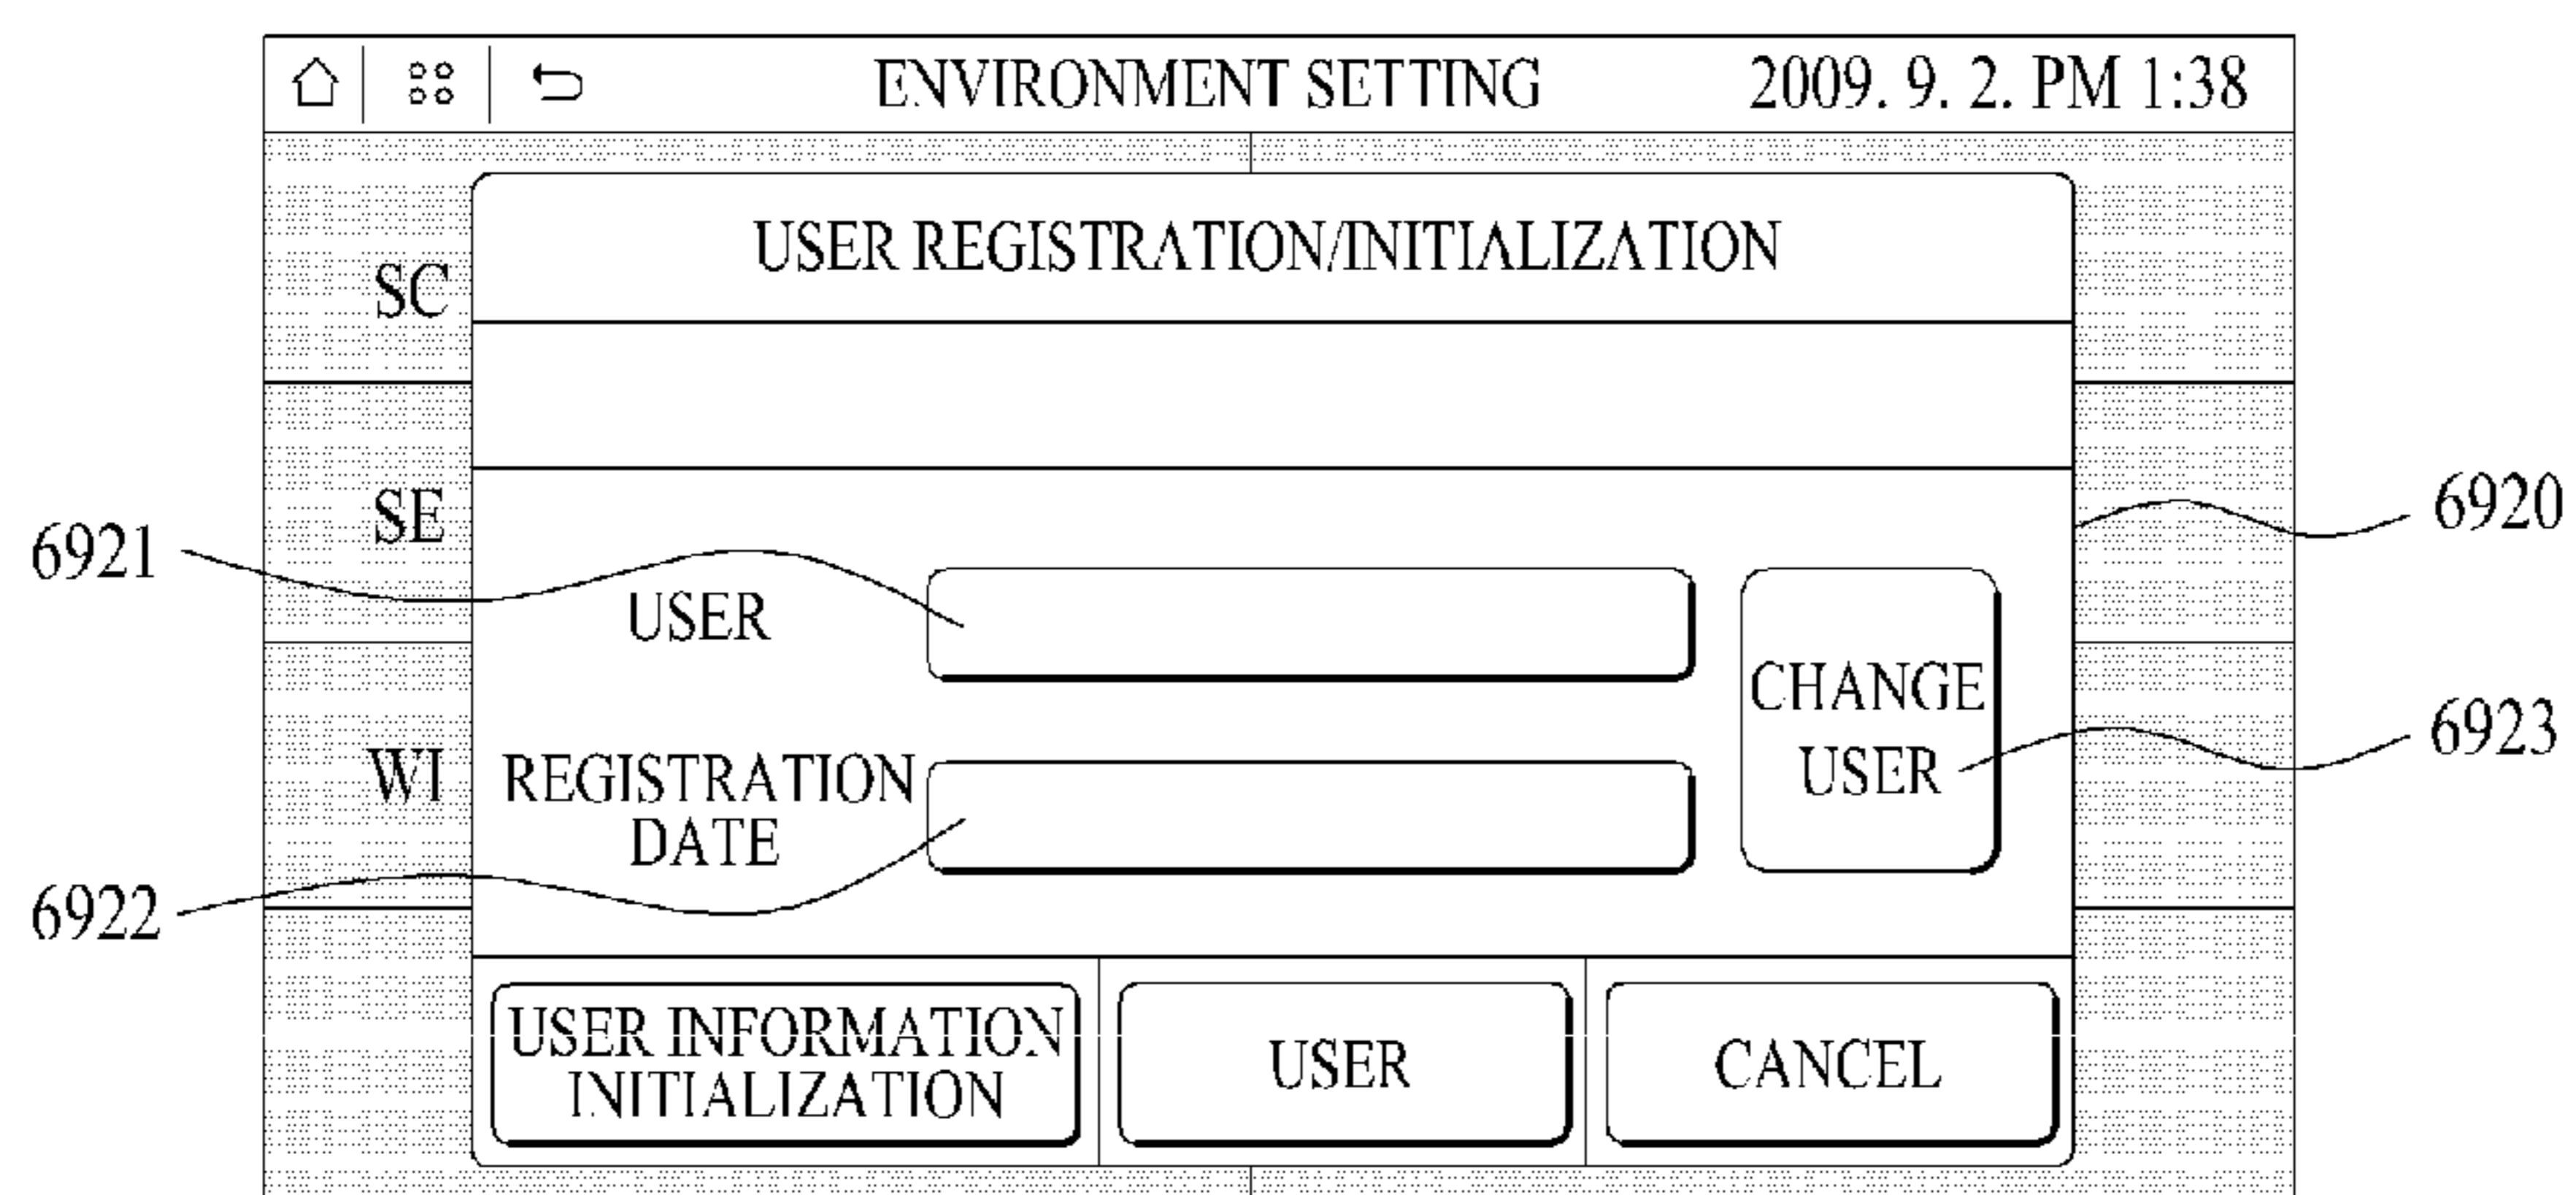 ENVIRONMENT SETTING 2009. 9. 2. PM 1:38
USER REGISTRATION/INITIALIZATION
SC
SE
6920
6921
USER
CHANGE
USER
6923
WI
REGISTRATION
DATE
6922
USER INFORMATION
INITIALIZATION
USER
CANCEL